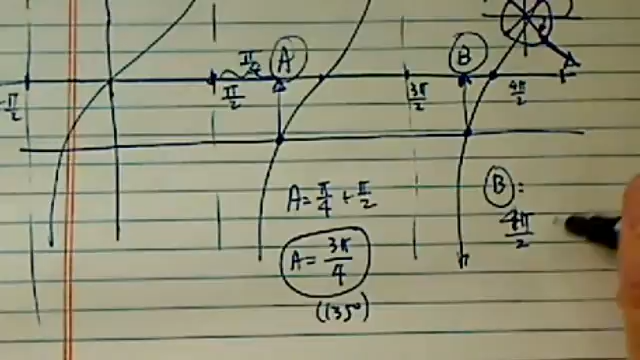 π/4 A B
-π/2 π/2 3π/2 4π/2
A = π/4 + π/2
B:
4π/2
A = 3π/4
(135°)